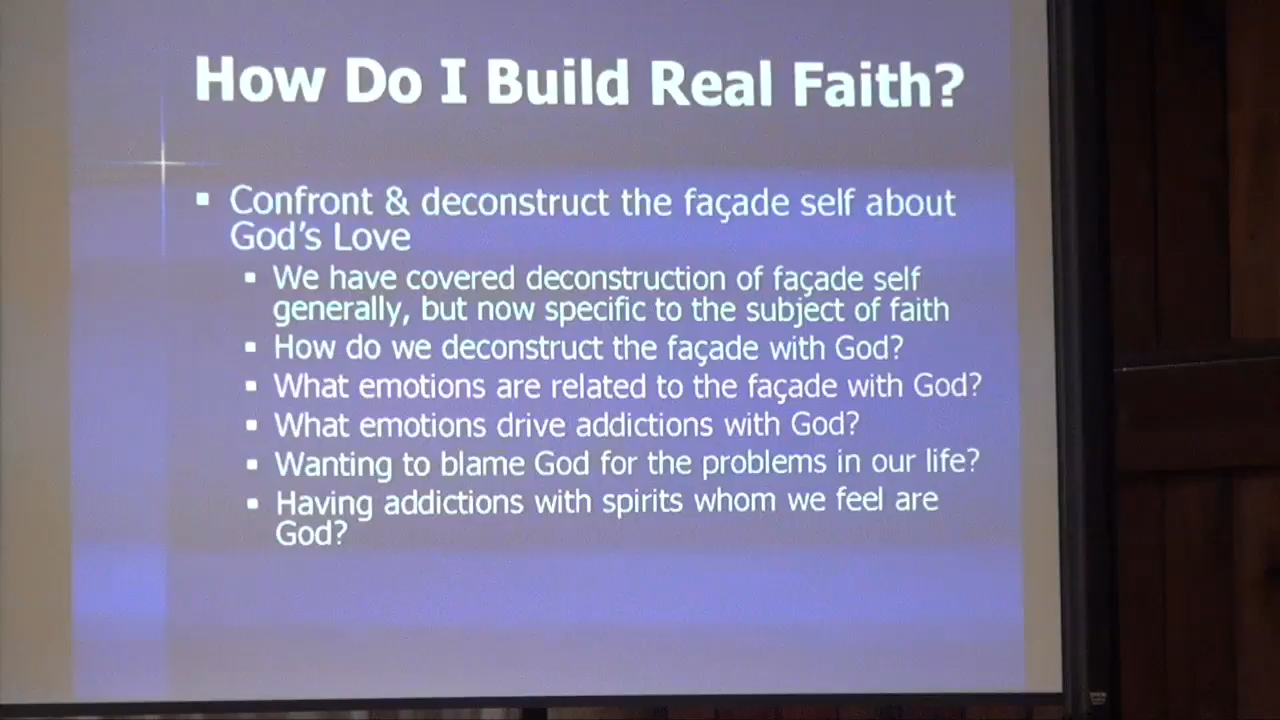 How Do I Build Real Faith?
▪ Confront & deconstruct the façade self about
God's Love
▪ We have covered deconstruction of façade self
generally, but now specific to the subject of faith
▪ How do we deconstruct the façade with God?
▪ What emotions are related to the façade with God?
▪ What emotions drive addictions with God?
▪ Wanting to blame God for the problems in our life?
▪ Having addictions with spirits whom we feel are
God?